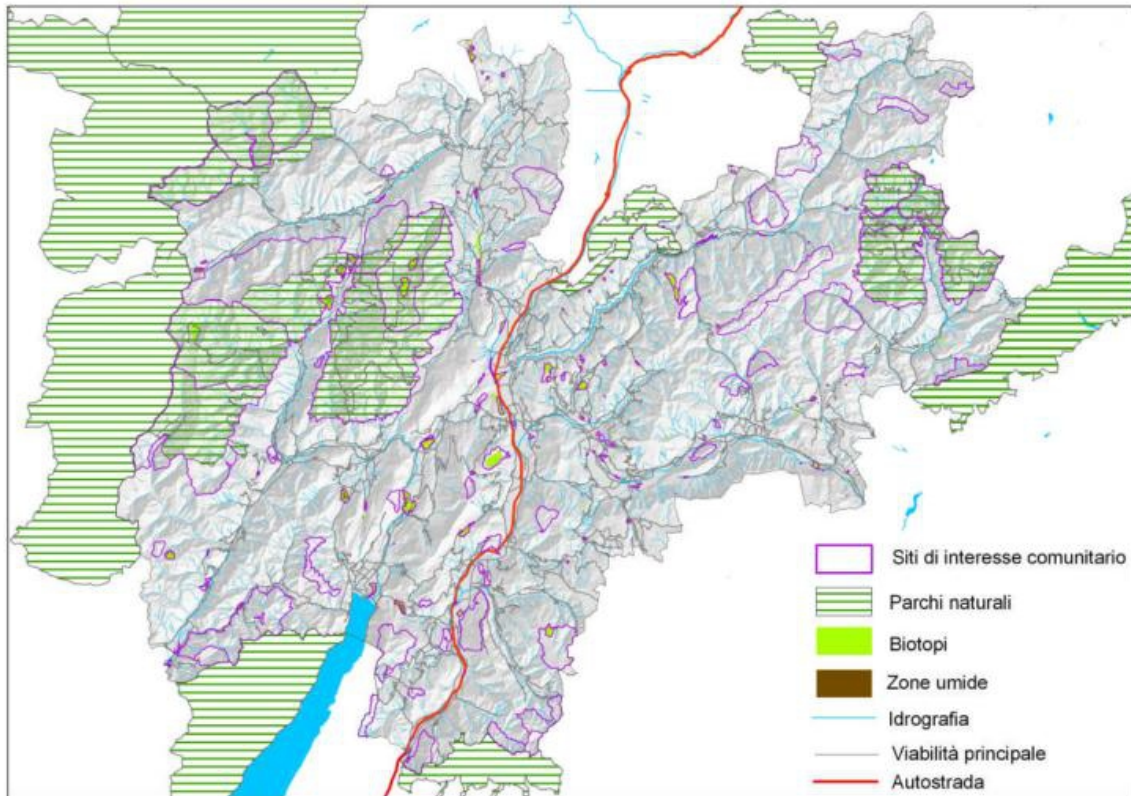 Siti di interesse comunitario
Parchi naturali
Biotopi
Zone umide
Idrografia
Viabilità principale
Autostrada